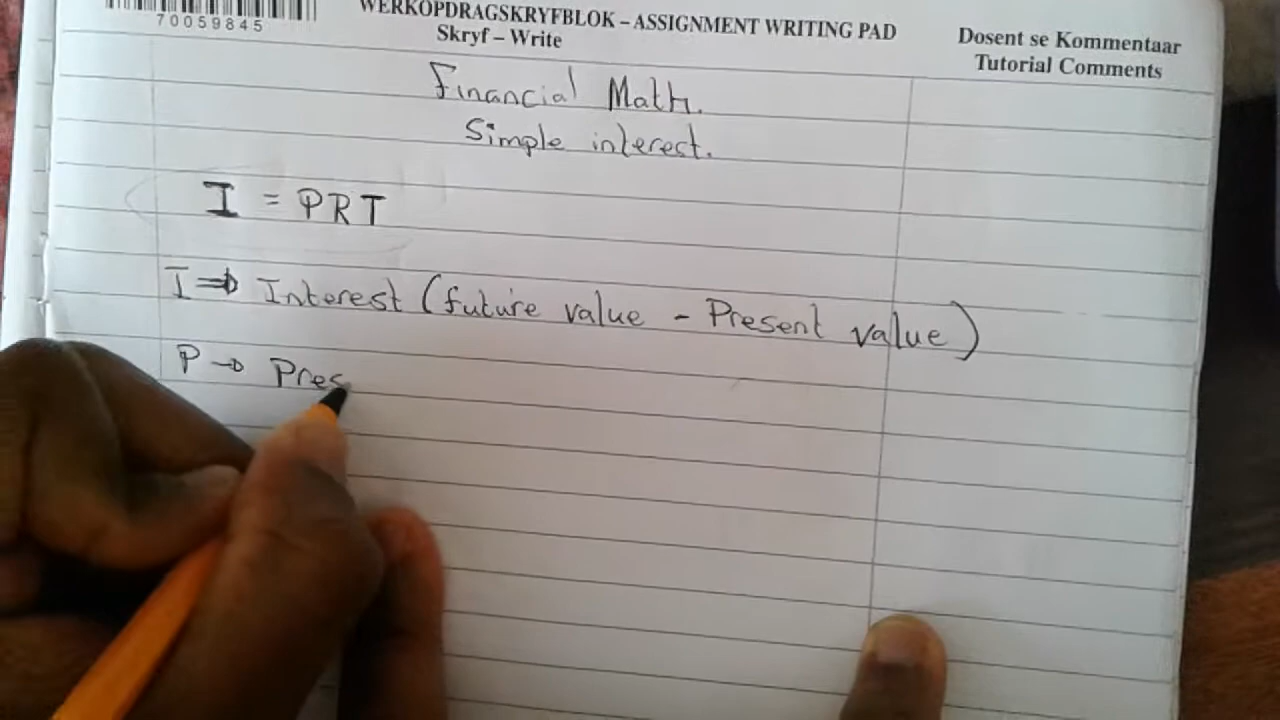 70059845
WERKOPDRAGSKRYFBLOK – ASSIGNMENT WRITING PAD
Skryf – Write
Dosent se Kommentaar
Tutorial Comments
Financial Math.
Simple interest.
I = PRT
I ⇒ Interest (future value - Present value)
P → Pres